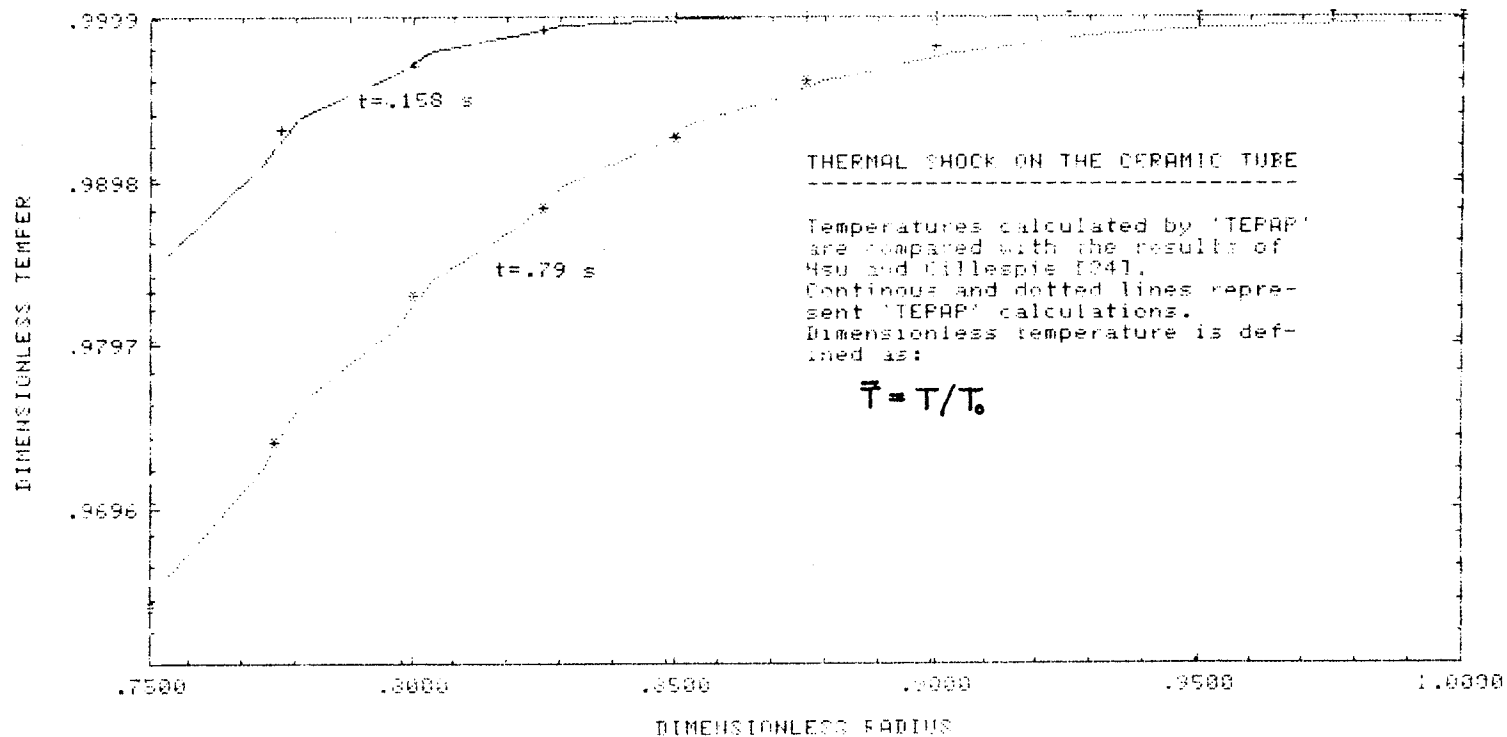 .9999
t=.158 s
THERMAL SHOCK ON THE CERAMIC TUBE
.9898
Temperatures calculated by 'TEPAP'
are compared with the results of
Hsu and Gillespie [24].
Continous and dotted lines repre-
sent 'TEPAP' calculations.
Dimensionless temperature is def-
ined as:
T̿ = T/T₀
t=.79 s
.9797
.9696
DIMENSIONLESS TEMPER
.7500 .8000 .8500 .9000 .9500 1.0000
DIMENSIONLESS RADIUS